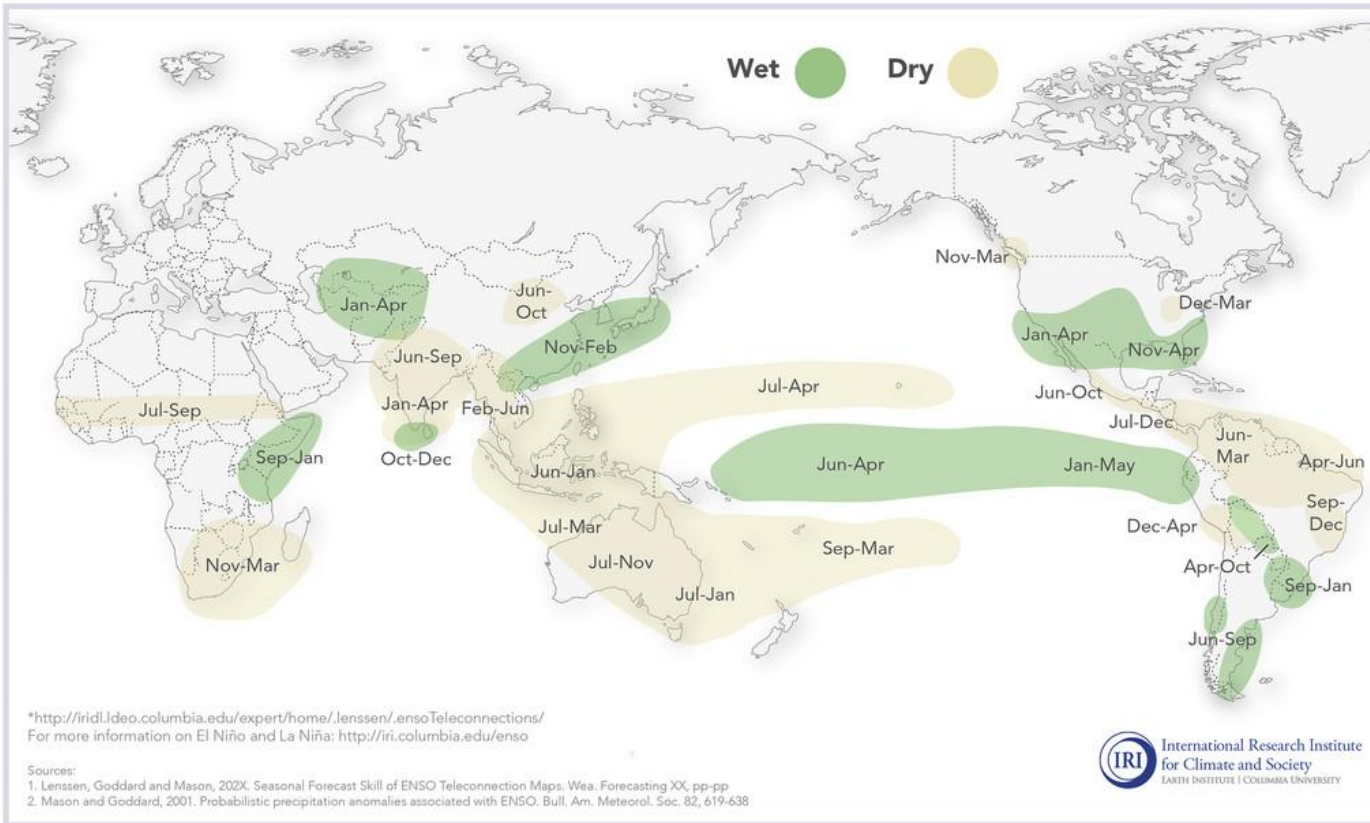 Wet
Dry
Nov-Mar
Jan-Apr
Jun-
Oct
Dec-Mar
Nov-Feb
Jan-Apr
Nov-Apr
Jun-Sep
Jul-Apr
Jun-Oct
Jul-Sep
Jan-Apr
Feb-Jun
Jul-Dec
Sep-Jan
Oct-Dec
Jun-Jan
Jun-Apr
Jan-May
Jun-
Mar
Apr-Jun
Sep-
Dec
Jul-Mar
Dec-Apr
Nov-Mar
Jul-Nov
Sep-Mar
Apr-Oct
Jul-Jan
Sep-Jan
Jun-Sep
*http://iridl.ldeo.columbia.edu/expert/home/.lenssen/.ensoTeleconnections/
For more information on El Niño and La Niña: http://iri.columbia.edu/enso
Sources:
1. Lenssen, Goddard and Mason, 202X. Seasonal Forecast Skill of ENSO Teleconnection Maps. Wea. Forecasting XX, pp-pp
2. Mason and Goddard, 2001. Probabilistic precipitation anomalies associated with ENSO. Bull. Am. Meteorol. Soc. 82, 619-638
IRI
International Research Institute
for Climate and Society
EARTH INSTITUTE | COLUMBIA UNIVERSITY